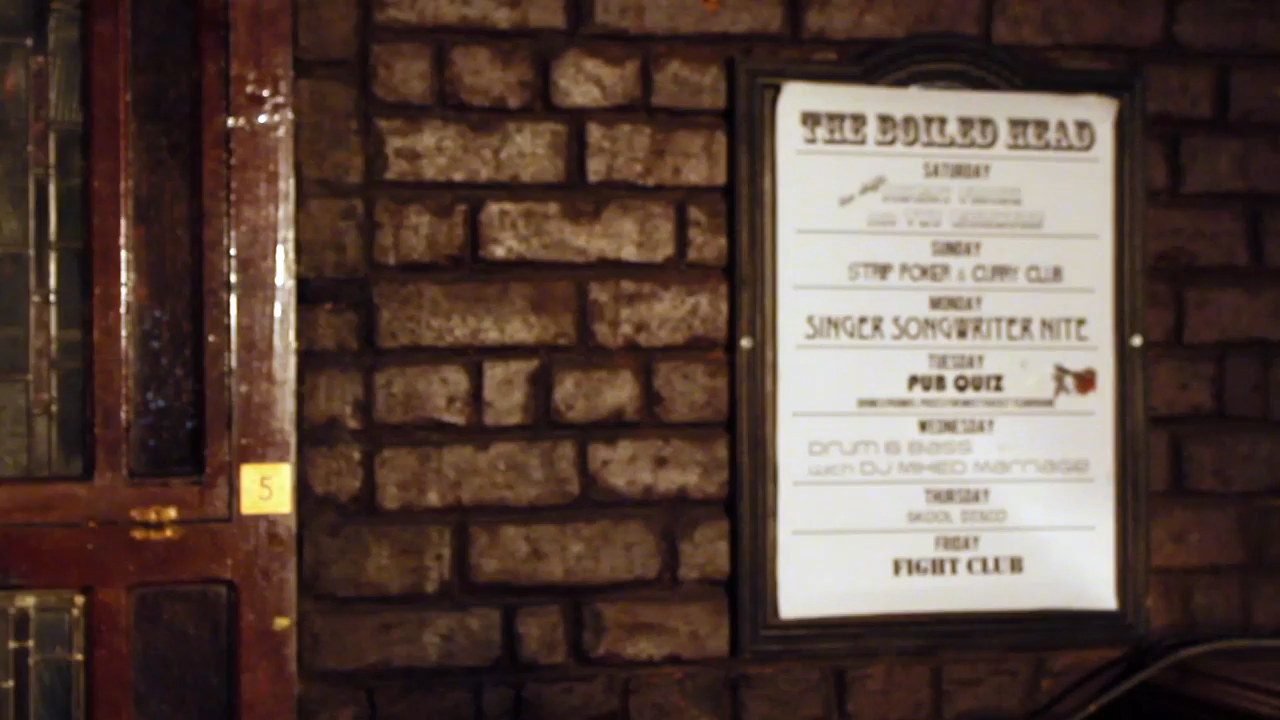 5
THE BOILED HEAD
SATURDAY
SUNDAY
STRIP POKER & CURRY CLUB
MONDAY
SINGER SONGWRITER NITE
TUESDAY
PUB QUIZ
WEDNESDAY
DRUM & BASS
with DJ MIXED MARRIAGE
THURSDAY
SKOOL DISCO
FRIDAY
FIGHT CLUB